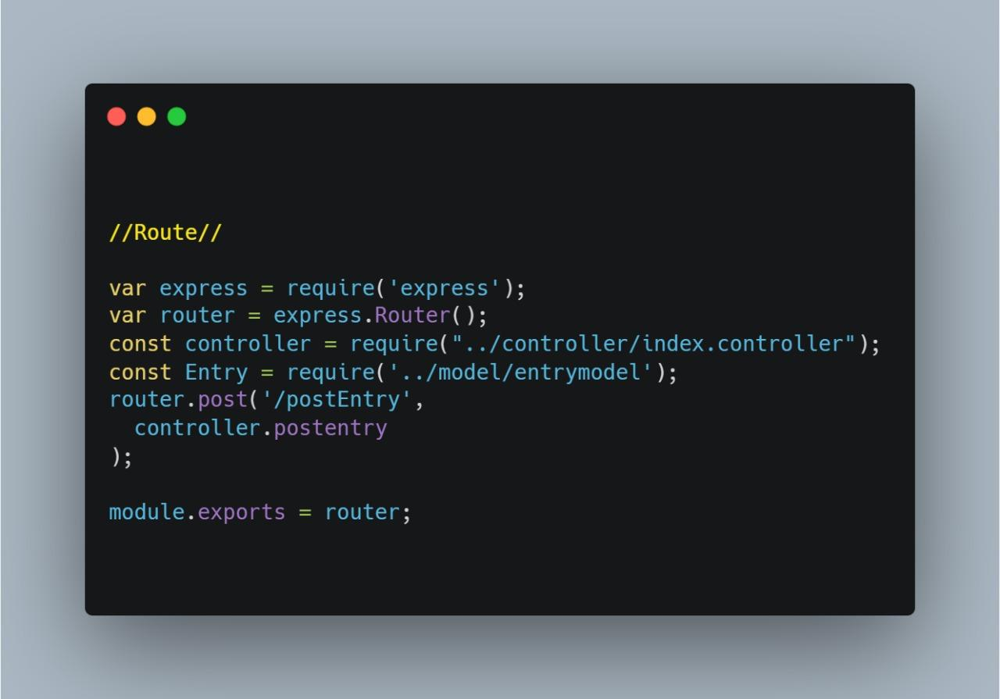 //Route//
var express = require('express');
var router = express.Router();
const controller = require("../controller/index.controller");
const Entry = require('../model/entrymodel');
router.post('/postEntry',
  controller.postentry
);
module.exports = router;